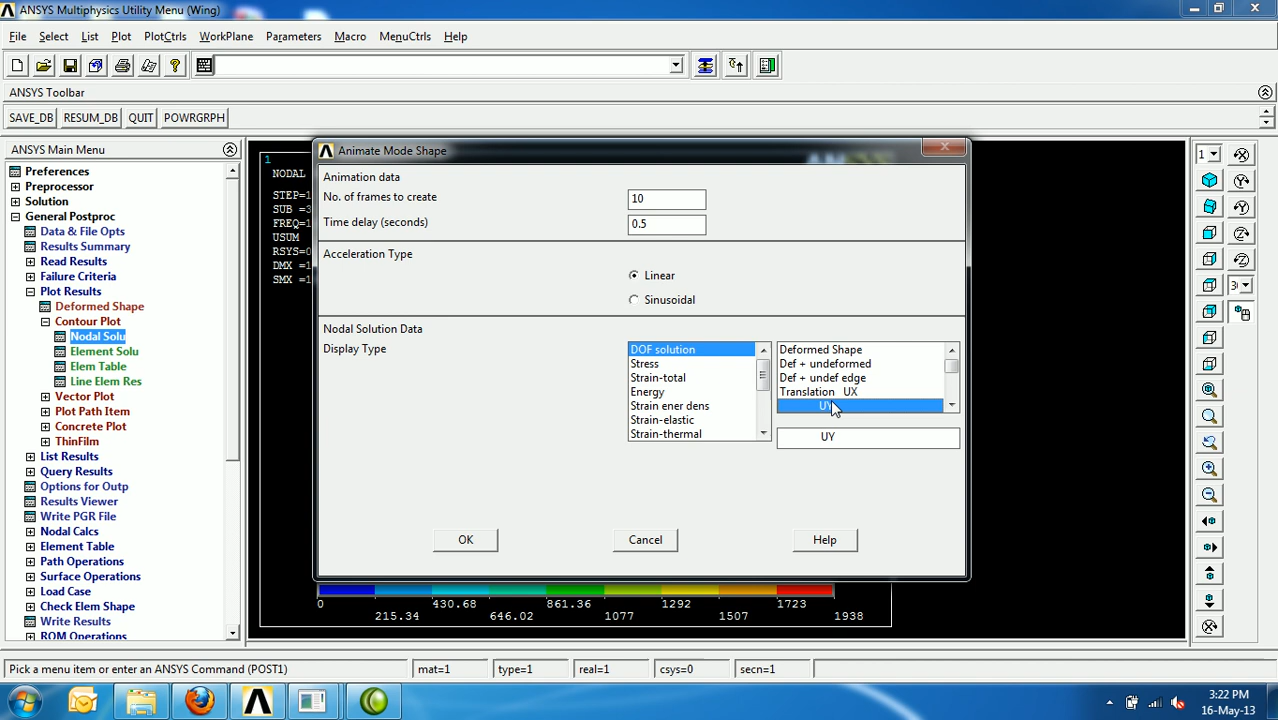 ANSYS Multiphysics Utility Menu (Wing)
File Select List Plot PlotCtrls WorkPlane Parameters Macro MenuCtrls Help
ANSYS Toolbar
SAVE_DB RESUM_DB QUIT POWRGRPH
ANSYS Main Menu
Preferences
Preprocessor
Solution
General Postproc
Data & File Opts
Results Summary
Read Results
Failure Criteria
Plot Results
Deformed Shape
Contour Plot
Nodal Solu
Element Solu
Elem Table
Line Elem Res
Vector Plot
Plot Path Item
Concrete Plot
ThinFilm
List Results
Query Results
Options for Outp
Results Viewer
Write PGR File
Nodal Calcs
Element Table
Path Operations
Surface Operations
Load Case
Check Elem Shape
Write Results
ROM Operations
1
NODAL
STEP=1
SUB =3
FREQ=1
USUM
RSYS=0
DMX =1
SMX =1
Animate Mode Shape
Animation data
No. of frames to create 10
Time delay (seconds) 0.5
Acceleration Type
Linear
Sinusoidal
Nodal Solution Data
Display Type
DOF solution
Stress
Strain-total
Energy
Strain ener dens
Strain-elastic
Strain-thermal
Deformed Shape
Def + undeformed
Def + undef edge
Translation UX
UY
UY
OK Cancel Help
0 430.68 861.36 1292 1723
215.34 646.02 1077 1507 1938
1
Pick a menu item or enter an ANSYS Command (POST1) mat=1 type=1 real=1 csys=0 secn=1
3:22 PM
16-May-13